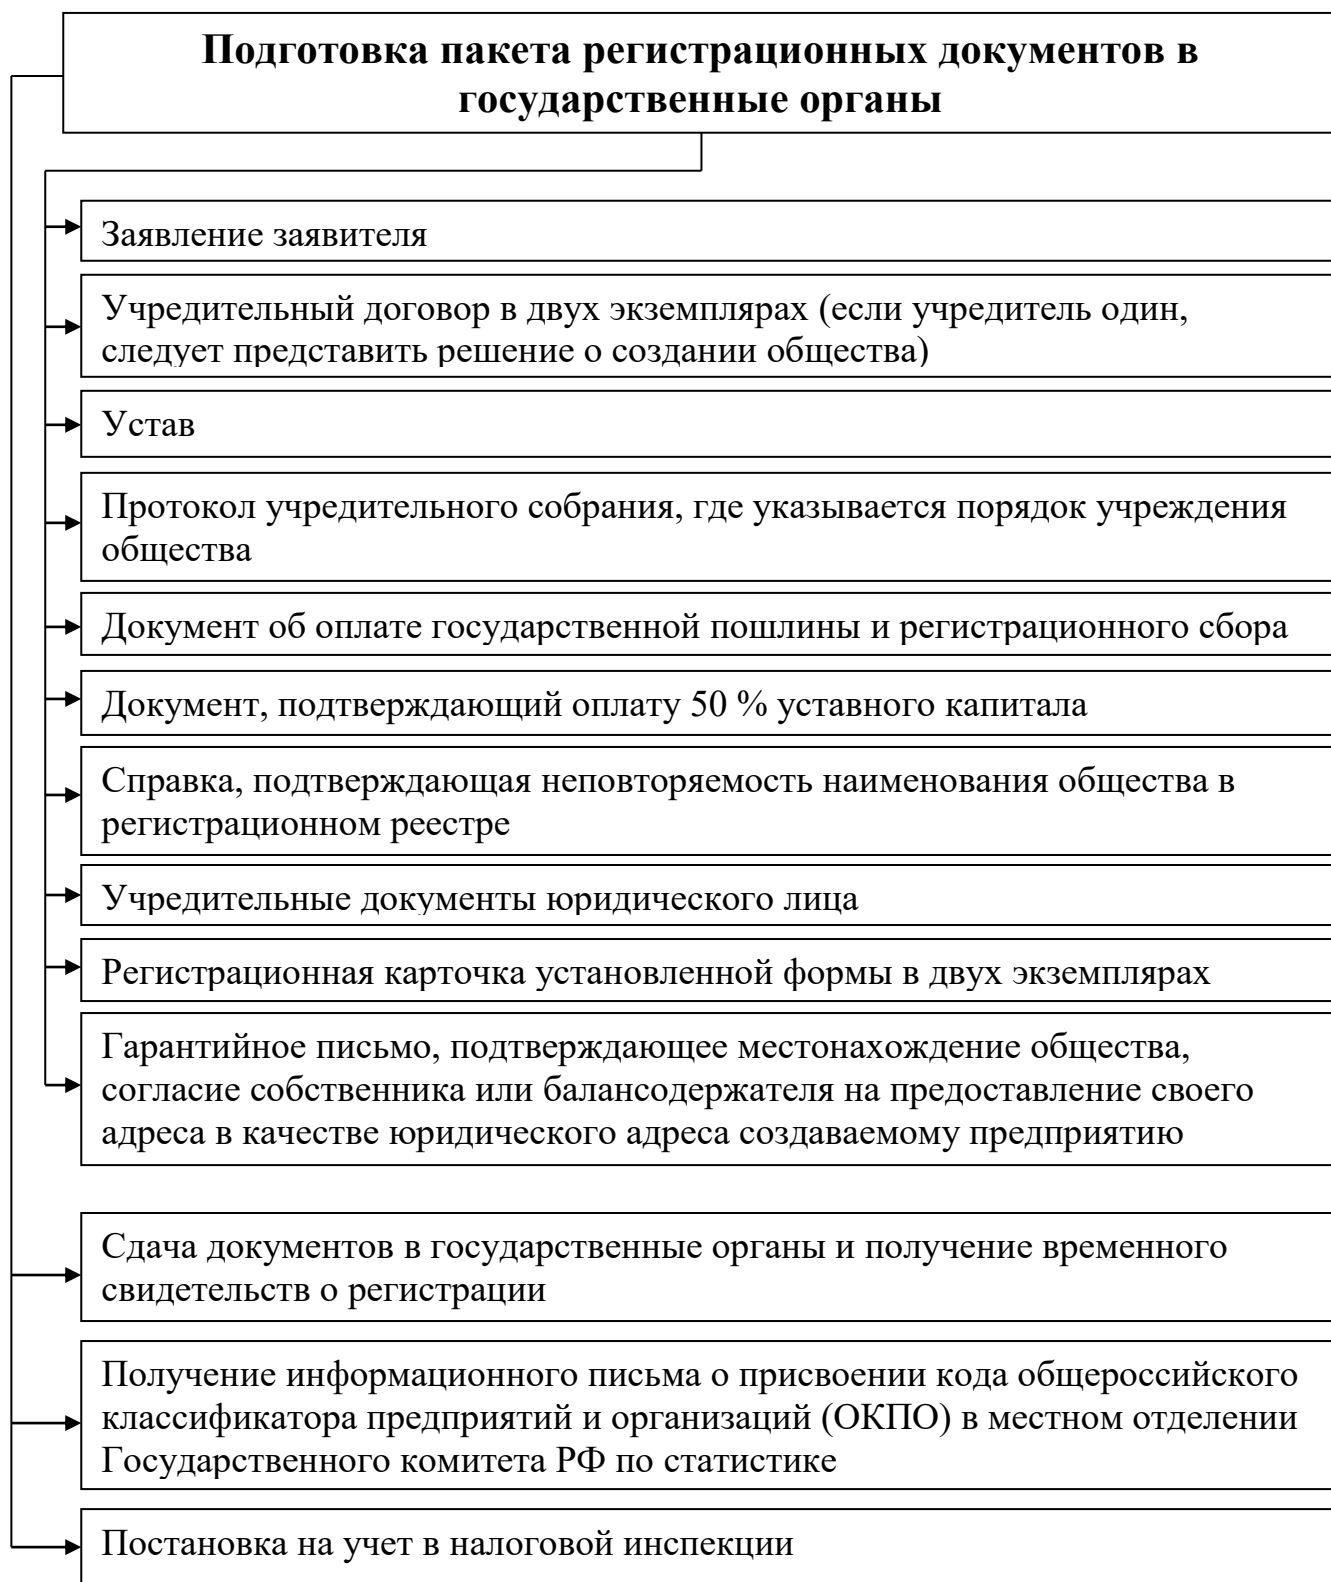 Подготовка пакета регистрационных документов в
государственные органы
Заявление заявителя
Учредительный договор в двух экземплярах (если учредитель один,
следует представить решение о создании общества)
Устав
Протокол учредительного собрания, где указывается порядок учреждения
общества
Документ об оплате государственной пошлины и регистрационного сбора
Документ, подтверждающий оплату 50 % уставного капитала
Справка, подтверждающая неповторяемость наименования общества в
регистрационном реестре
Учредительные документы юридического лица
Регистрационная карточка установленной формы в двух экземплярах
Гарантийное письмо, подтверждающее местонахождение общества,
согласие собственника или балансодержателя на предоставление своего
адреса в качестве юридического адреса создаваемому предприятию
Сдача документов в государственные органы и получение временного
свидетельств о регистрации
Получение информационного письма о присвоении кода общероссийского
классификатора предприятий и организаций (ОКПО) в местном отделении
Государственного комитета РФ по статистике
Постановка на учет в налоговой инспекции